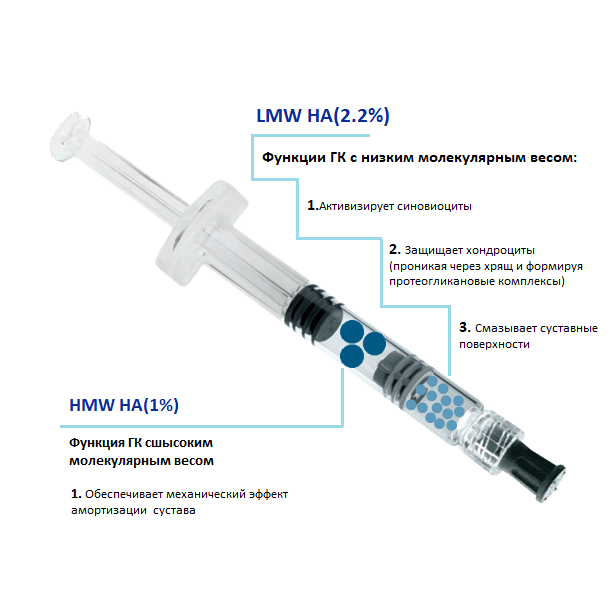 LMW HA(2.2%)
Функции ГК с низким молекулярным весом:
1.Активизирует синовиоциты
2. Защищает хондроциты
(проникая через хрящ и формируя
протеогликановые комплексы)
3. Смазывает суставные
поверхности
HMW HA(1%)
Функция ГК сшысоким
молекулярным весом
1. Обеспечивает механический эффект
амортизации сустава